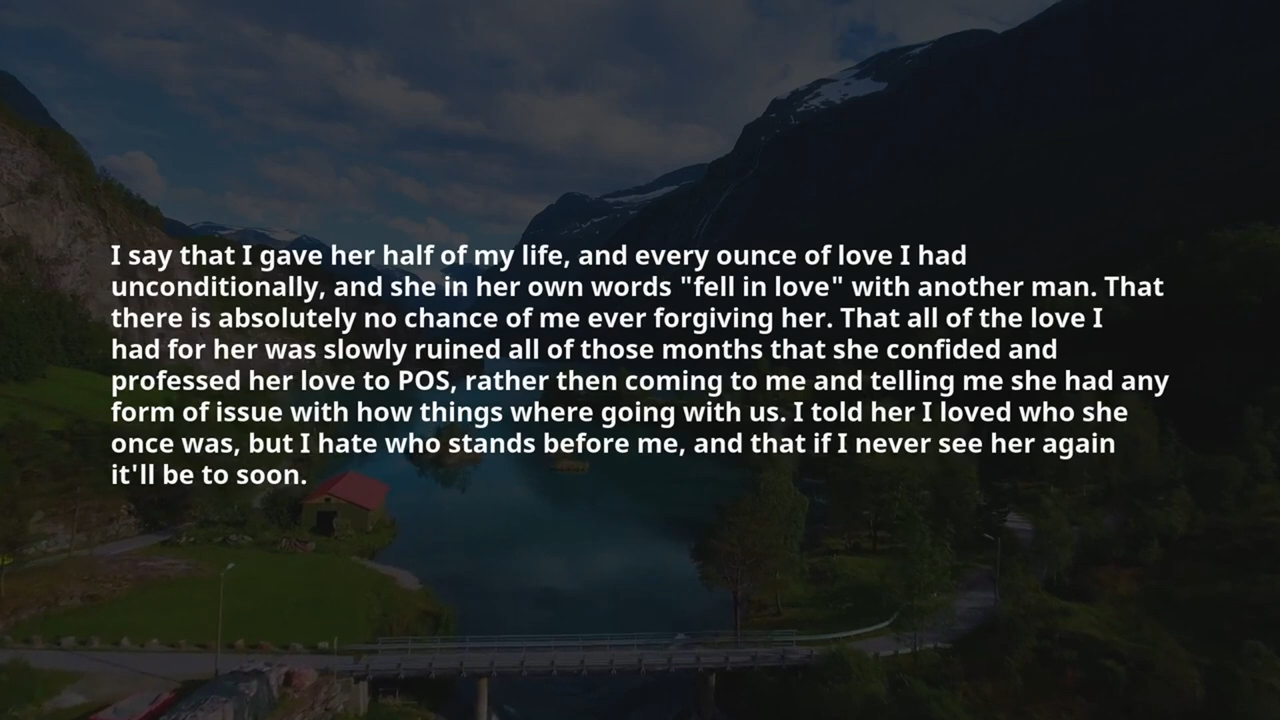 I say that I gave her half of my life, and every ounce of love I had
unconditionally, and she in her own words "fell in love" with another man. That
there is absolutely no chance of me ever forgiving her. That all of the love I
had for her was slowly ruined all of those months that she confided and
professed her love to POS, rather then coming to me and telling me she had any
form of issue with how things where going with us. I told her I loved who she
once was, but I hate who stands before me, and that if I never see her again
it'll be to soon.